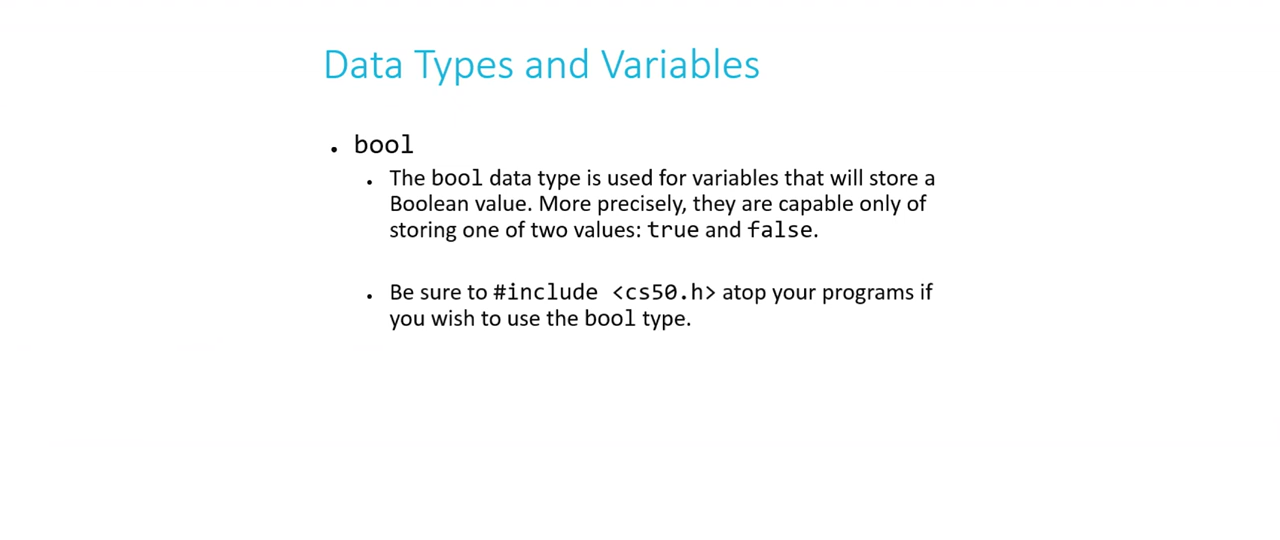 Data Types and Variables
• bool
• The bool data type is used for variables that will store a
Boolean value. More precisely, they are capable only of
storing one of two values: true and false.
• Be sure to #include <cs50.h> atop your programs if
you wish to use the bool type.